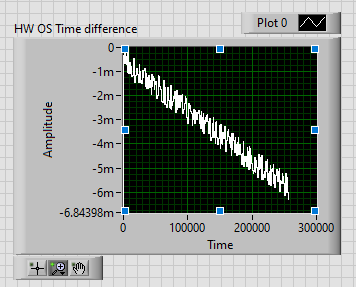 Plot 0
HW OS Time difference
Amplitude
0
-1m
-2m
-3m
-4m
-5m
-6m
-6.84398m
0 100000 200000 300000
Time